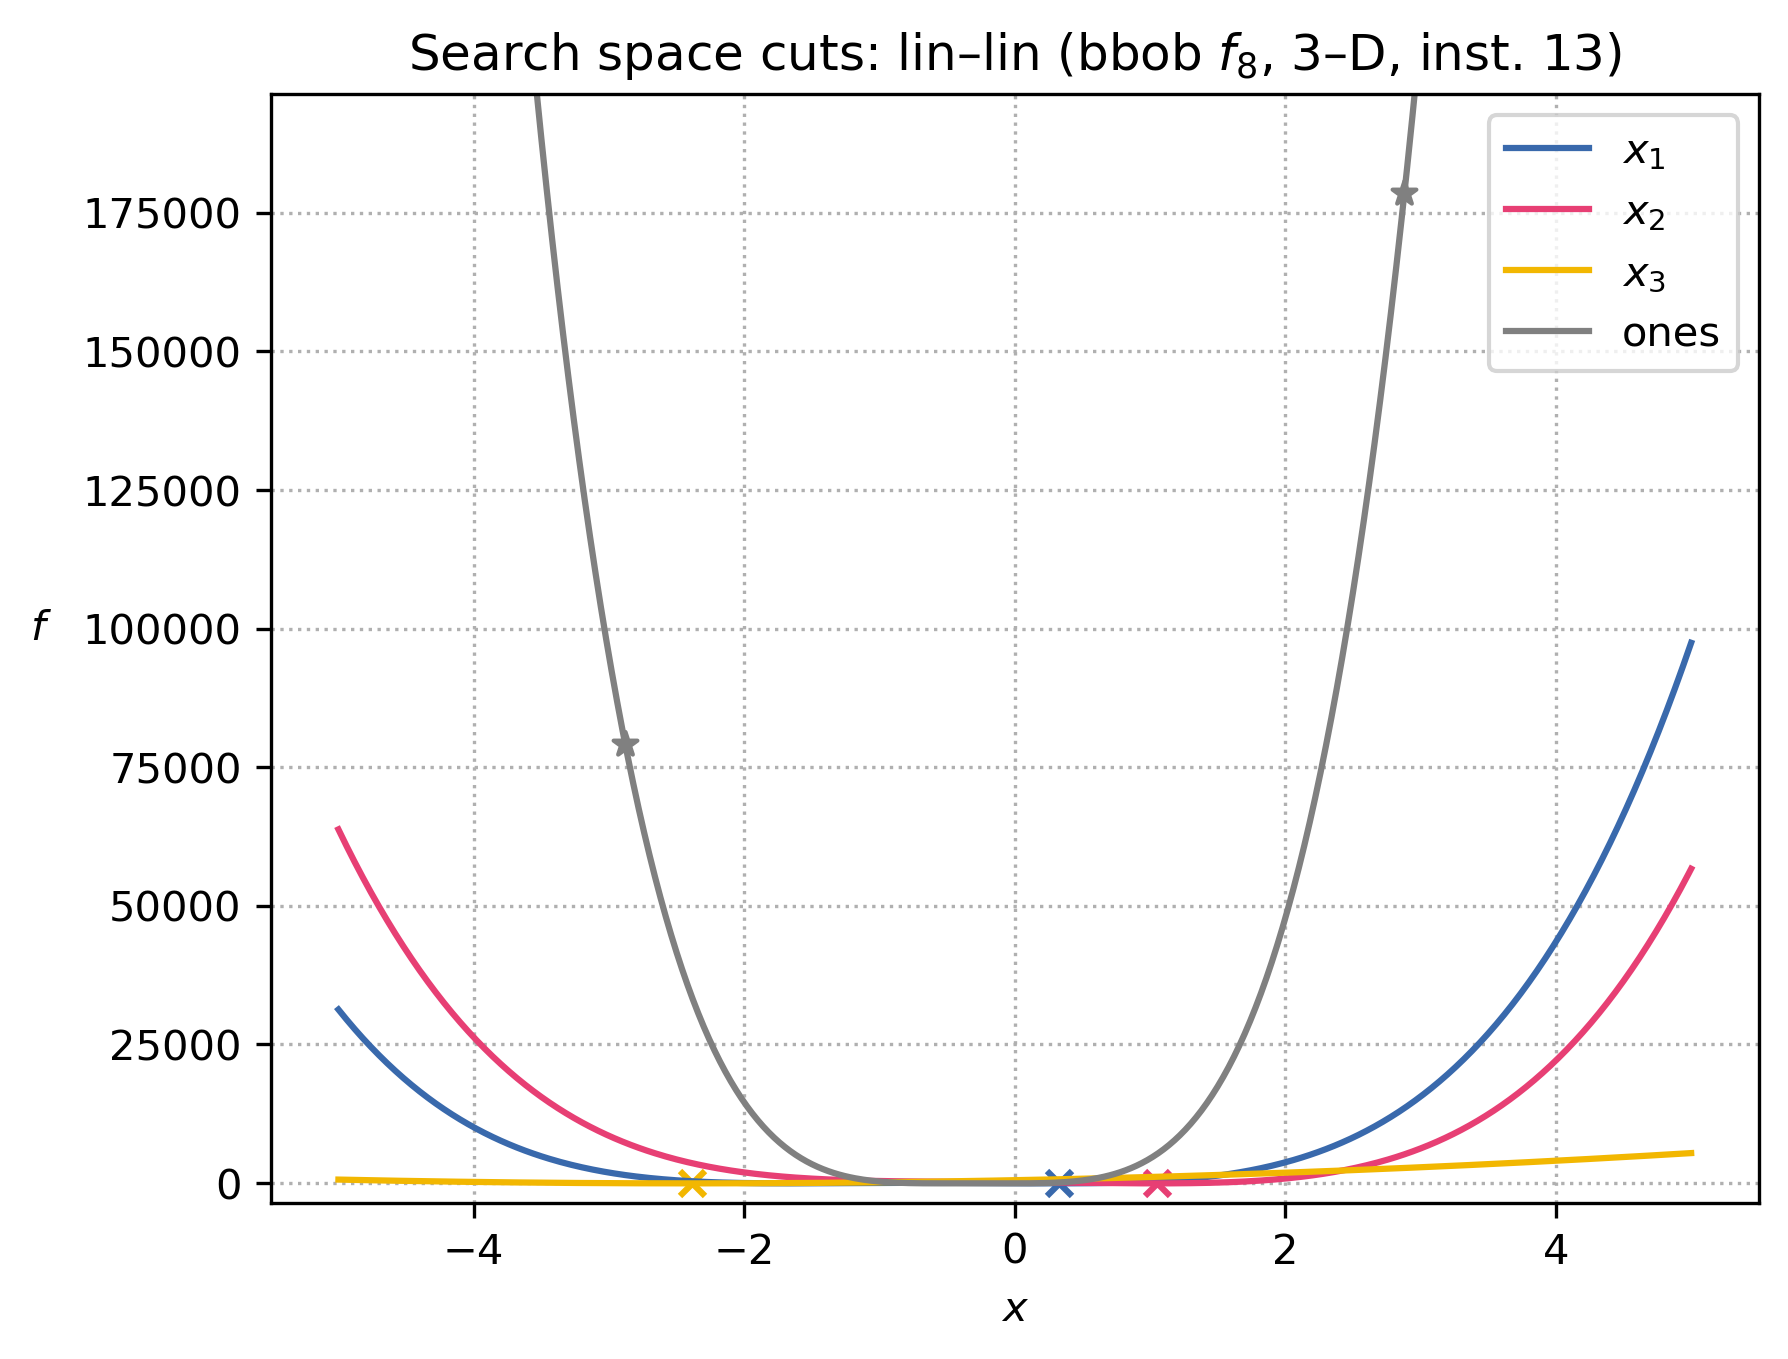 Search space cuts: lin–lin (bbob f₈, 3–D, inst. 13)
x₁
x₂
x₃
ones
175000
150000
125000
100000
75000
50000
25000
0
f
−4 −2 0 2 4
x